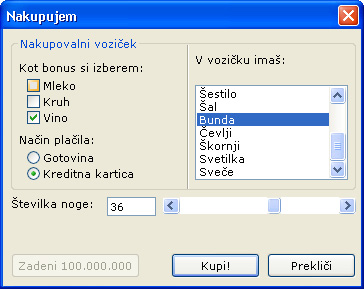 Nakupujem
Nakupovalni voziček
Kot bonus si izberem:
Mleko
Kruh
Vino
Način plačila:
Gotovina
Kreditna kartica
V vozičku imaš:
Šestilo
Šal
Bunda
Čevlji
Škornji
Svetilka
Sveče
Številka noge:
36
Zadeni 100.000.000
Kupi!
Prekliči